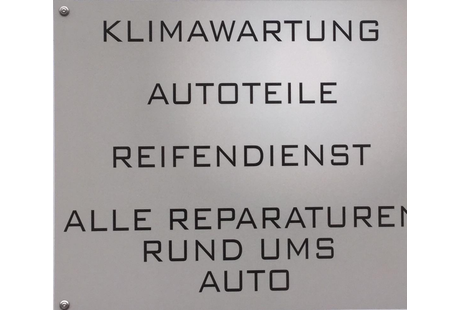 KLIMAWARTUNG
AUTOTEILE
REIFENDIENST
ALLE REPARATUREN
RUND UMS
AUTO